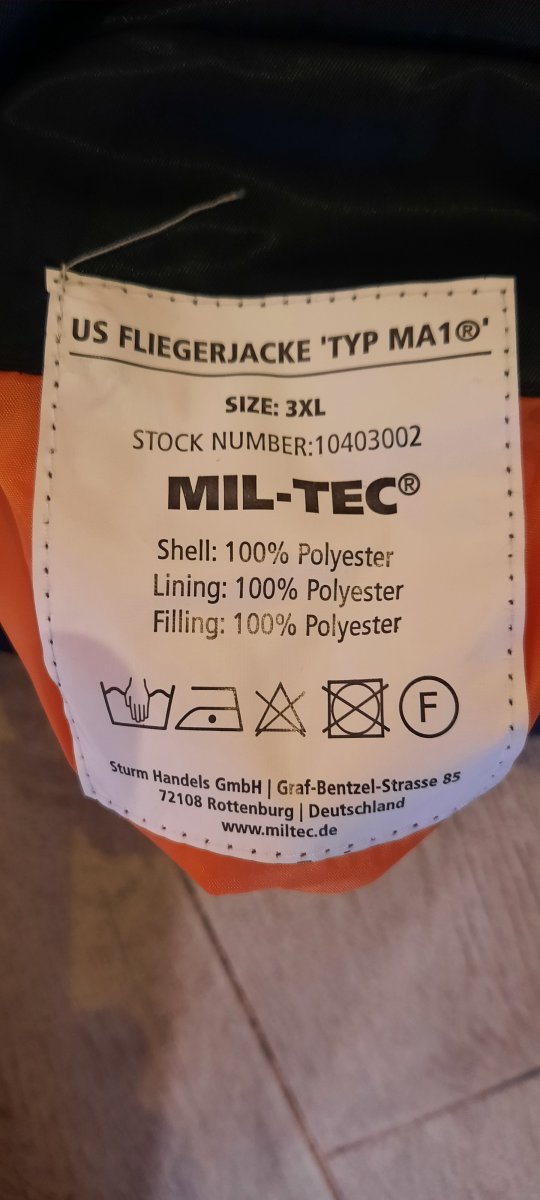 US FLIEGERJACKE 'TYP MA1®'
SIZE: 3XL
STOCK NUMBER:10403002
MIL-TEC®
Shell: 100% Polyester
Lining: 100% Polyester
Filling: 100% Polyester
F
Sturm Handels GmbH | Graf-Bentzel-Strasse 85
72108 Rottenburg | Deutschland
www.miltec.de